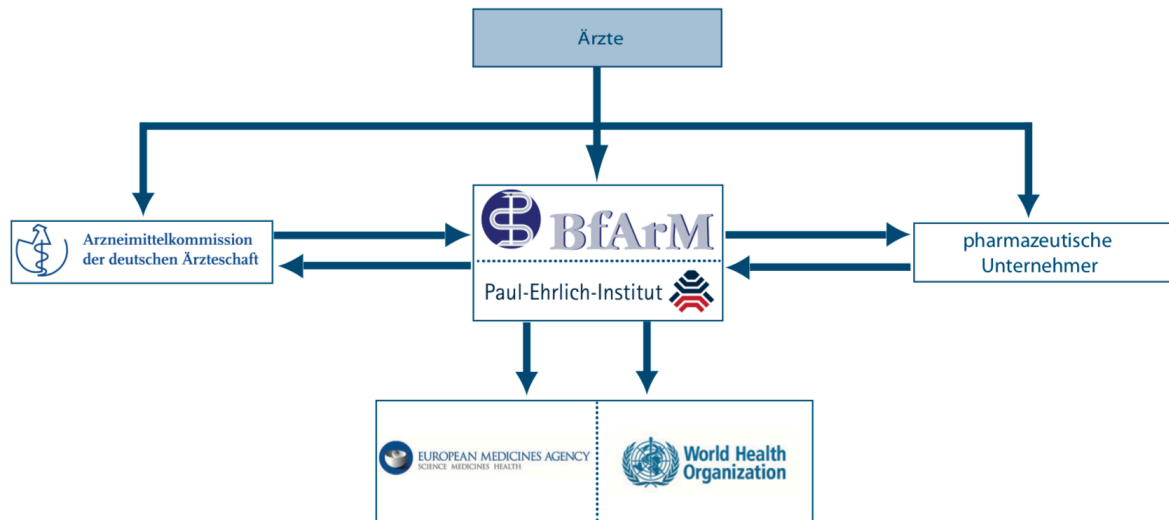 Ärzte
Arzneimittelkommission
der deutschen Ärzteschaft
BfArM
Paul-Ehrlich-Institut
pharmazeutische
Unternehmer
EUROPEAN MEDICINES AGENCY
SCIENCE MEDICINES HEALTH
World Health
Organization